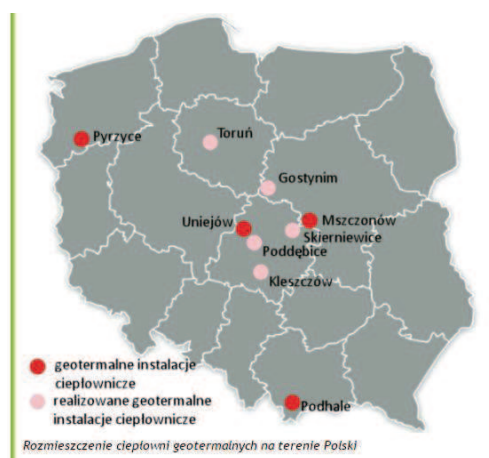 Pyrzyce
Toruń
Gostynim
Uniejów
Mszczonów
Skierniewice
Poddębice
Kleszczów
geotermalne instalacje
ciepłownicze
realizowane geotermalne
instalacje ciepłownicze
Podhale
Rozmieszczenie ciepłowni geotermalnych na terenie Polski